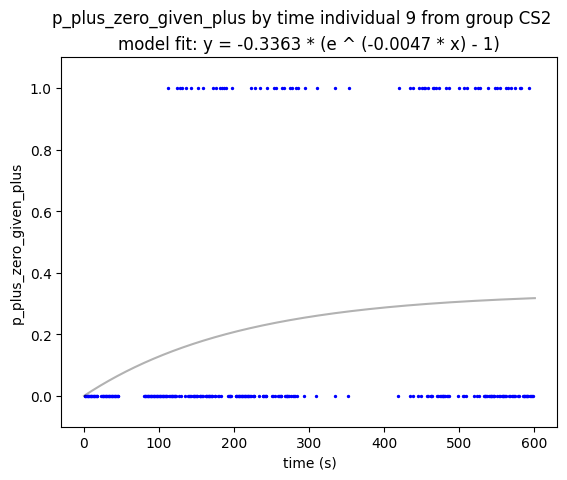 p_plus_zero_given_plus by time individual 9 from group CS2
model fit: y = -0.3363 * (e ^ (-0.0047 * x) - 1)
1.0
0.8
0.6
0.4
0.2
0.0
p_plus_zero_given_plus
0 100 200 300 400 500 600
time (s)